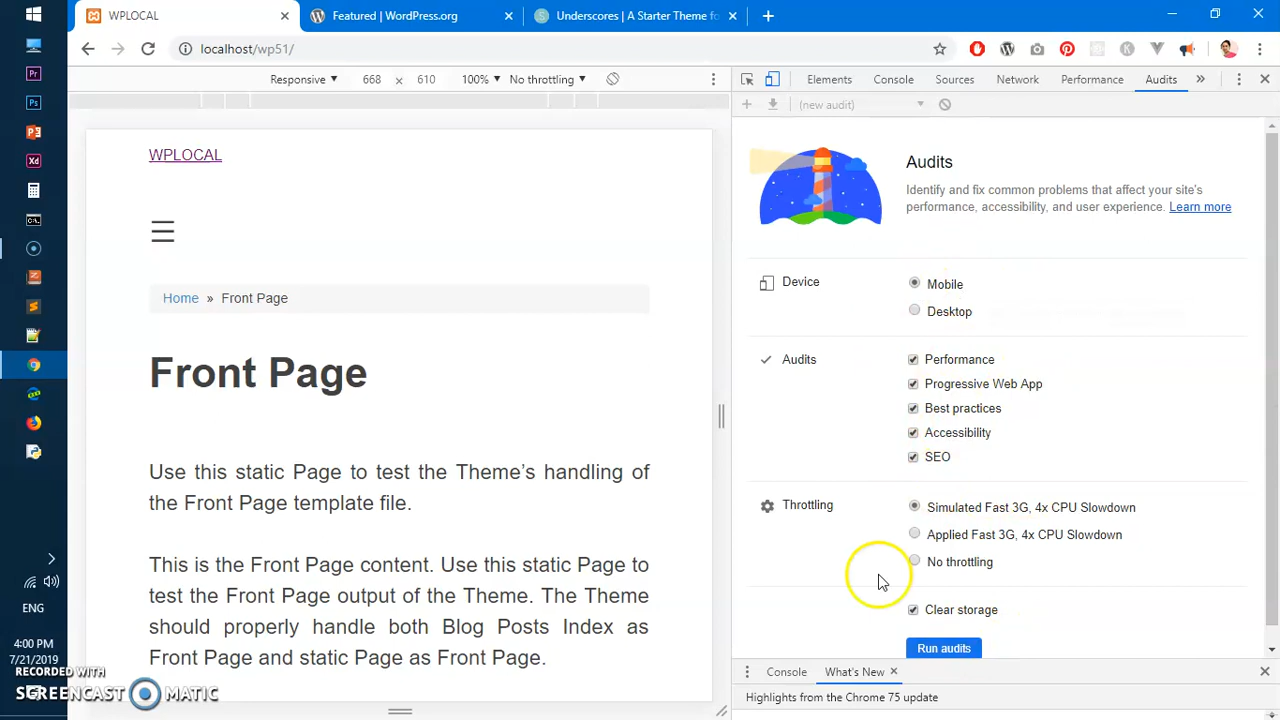 WPLOCAL
Featured | WordPress.org
Underscores | A Starter Theme fo
localhost/wp51/
Responsive
668 × 610
100%
No throttling
Elements
Console
Sources
Network
Performance
Audits
(new audit)
WPLOCAL
Home » Front Page
Front Page
Use this static Page to test the Theme's handling of
the Front Page template file.
This is the Front Page content. Use this static Page to
test the Front Page output of the Theme. The Theme
should properly handle both Blog Posts Index as
Front Page and static Page as Front Page.
Audits
Identify and fix common problems that affect your site's
performance, accessibility, and user experience. Learn more
Device
Mobile
Desktop
Audits
Performance
Progressive Web App
Best practices
Accessibility
SEO
Throttling
Simulated Fast 3G, 4x CPU Slowdown
Applied Fast 3G, 4x CPU Slowdown
No throttling
Clear storage
Run audits
Console
What's New
Highlights from the Chrome 75 update
Pr
Ps
Xd
ENG
4:00 PM
7/21/2019
RECORDED WITH
SCREENCAST MATIC